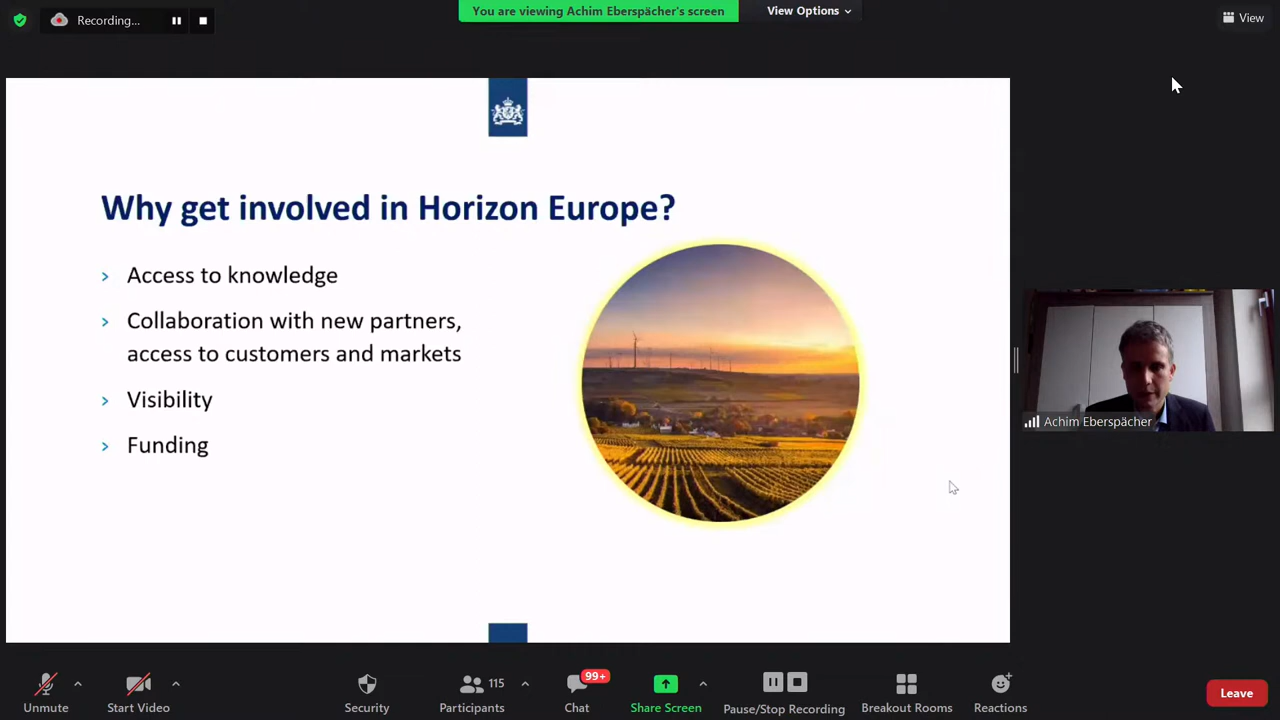 Recording...
You are viewing Achim Eberspächer's screen
View Options
View
Why get involved in Horizon Europe?
› Access to knowledge
› Collaboration with new partners,
access to customers and markets
› Visibility
› Funding
Achim Eberspächer
115
99+
Unmute
Start Video
Security
Participants
Chat
Share Screen
Pause/Stop Recording
Breakout Rooms
Reactions
Leave